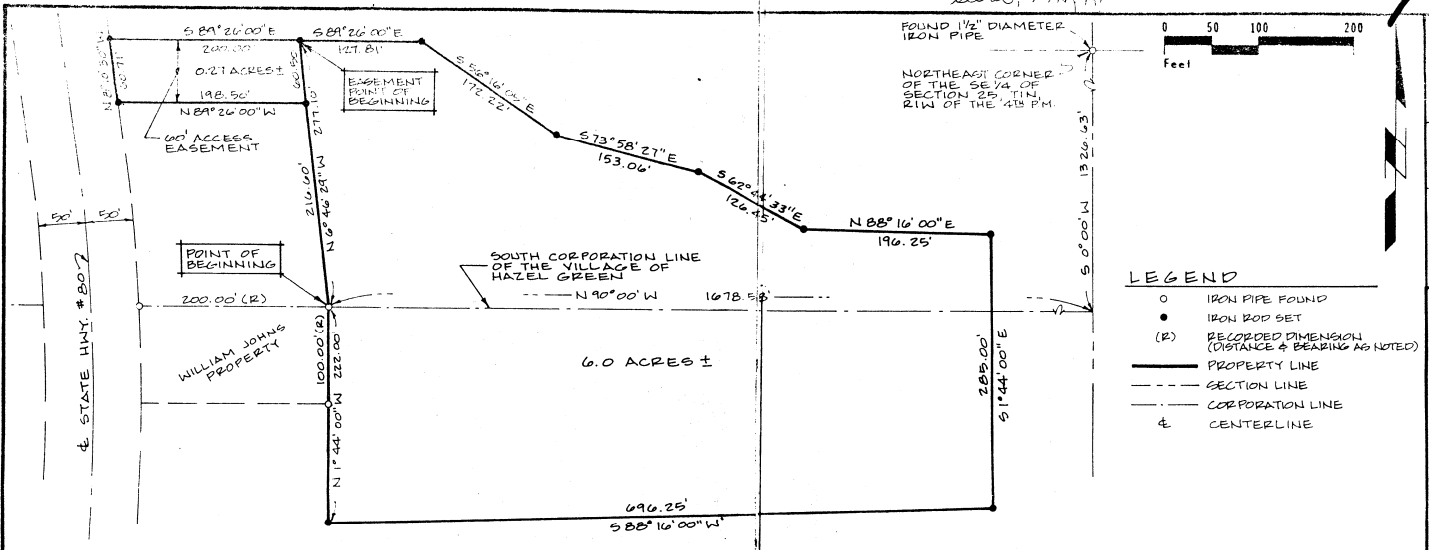 S 89° 26' 00" E
200.00'
S 89° 26' 00" E
127.81'
0.27 ACRES ±
198.56'
N 89° 26' 00" W
60' ACCESS
EASEMENT
EASEMENT
POINT OF
BEGINNING
277.10'
216.60'
N 6° 46' 29" W
172.22'
S 73° 58' 27" E
153.06'
S 62° 44' 33" E
126.45'
N 88° 16' 00" E
196.25'
FOUND 1½" DIAMETER
IRON PIPE
NORTHEAST CORNER
OF THE SE ¼ OF
SECTION 25, T1N,
R1W OF THE 4TH P.M.
S 0° 00' W 1326.63'
0 50 100 200
Feet
50' 50'
POINT OF
BEGINNING
200.00' (R)
SOUTH CORPORATION LINE
OF THE VILLAGE OF
HAZEL GREEN
N 90° 00' W 1678.58'
WILLIAM JOHNS
PROPERTY
100.00' (R)
222.00
N 1° 44' 00" W
6.0 ACRES ±
285.00'
S 1° 44' 00" E
696.25'
S 88° 16' 00" W
℄ STATE HWY. #80
LEGEND
IRON PIPE FOUND
IRON ROD SET
(R) RECORDED DIMENSION
(DISTANCE & BEARING AS NOTED)
PROPERTY LINE
SECTION LINE
CORPORATION LINE
℄ CENTERLINE